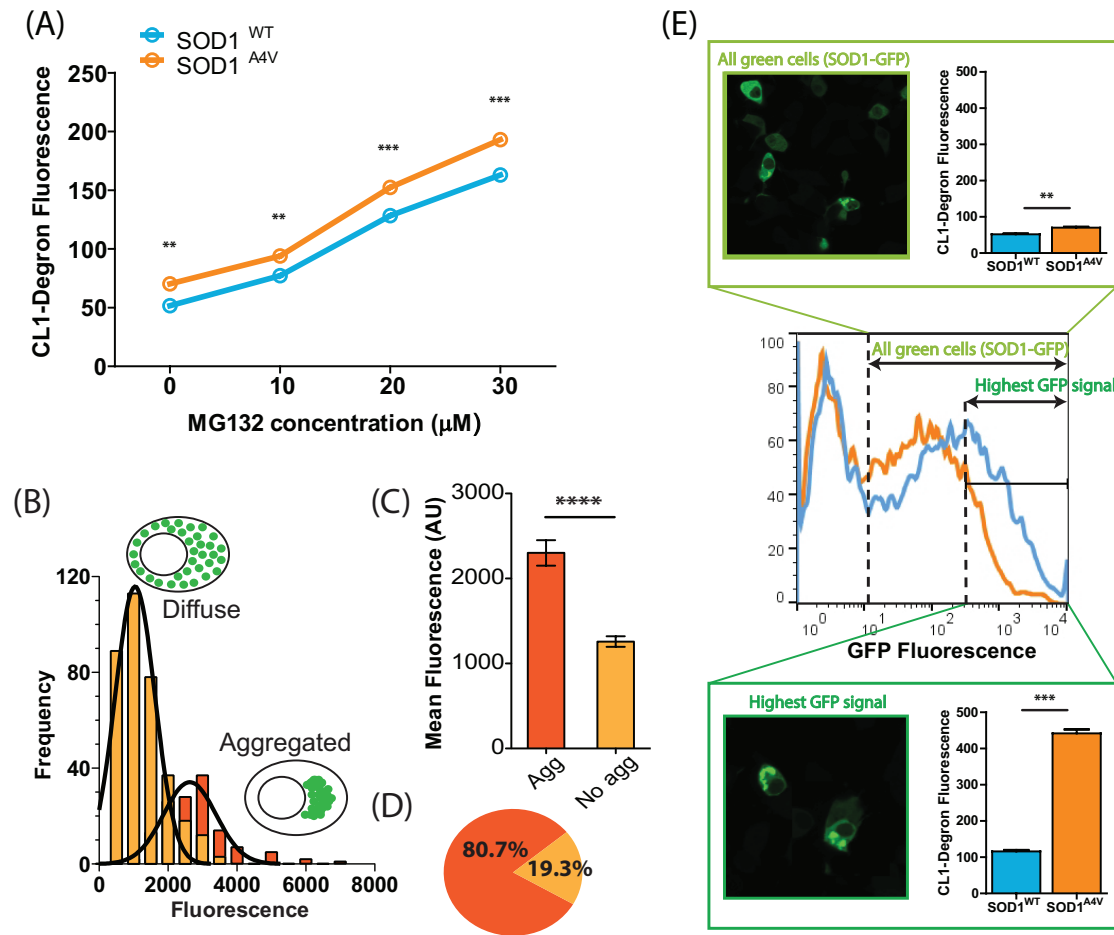 (A)
SOD1 WT
SOD1 A4V
CL1-Degron Fluorescence
250
200
150
100
50
0
** ** *** ***
0 10 20 30
MG132 concentration (μM)
(B)
Diffuse
Aggregated
Frequency
120
80
40
0
0 2000 4000 6000 8000
Fluorescence
(C)
Mean Fluorescence (AU)
3000
2000
1000
0
****
Agg No agg
(D)
80.7%
19.3%
(E)
All green cells (SOD1-GFP)
CL1-Degron Fluorescence
500
400
300
200
100
0
**
SOD1WT SOD1A4V
100
80
60
40
20
0
All green cells (SOD1-GFP)
Highest GFP signal
10^0 10^1 10^2 10^3 10^4
GFP Fluorescence
Highest GFP signal
CL1-Degron Fluorescence
500
400
300
200
100
0
***
SOD1WT SOD1A4V